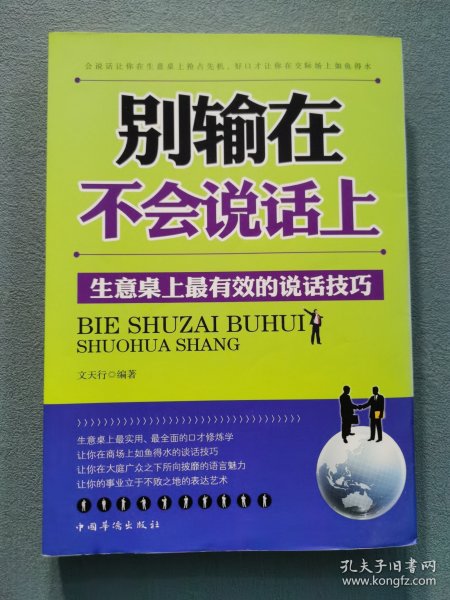 会说话让你在生意桌上抢占先机，好口才让你在交际场上如鱼得水
别输在
不会说话上
生意桌上最有效的说话技巧
BIE SHUZAI BUHUI
SHUOHUA SHANG
文天行◎编著
生意桌上最实用、最全面的口才修炼学
让你在商场上如鱼得水的谈话技巧
让你在大庭广众之下所向披靡的语言魅力
让你的事业立于不败之地的表达艺术
中国华侨出版社
孔夫子旧书网
www.kongfz.com